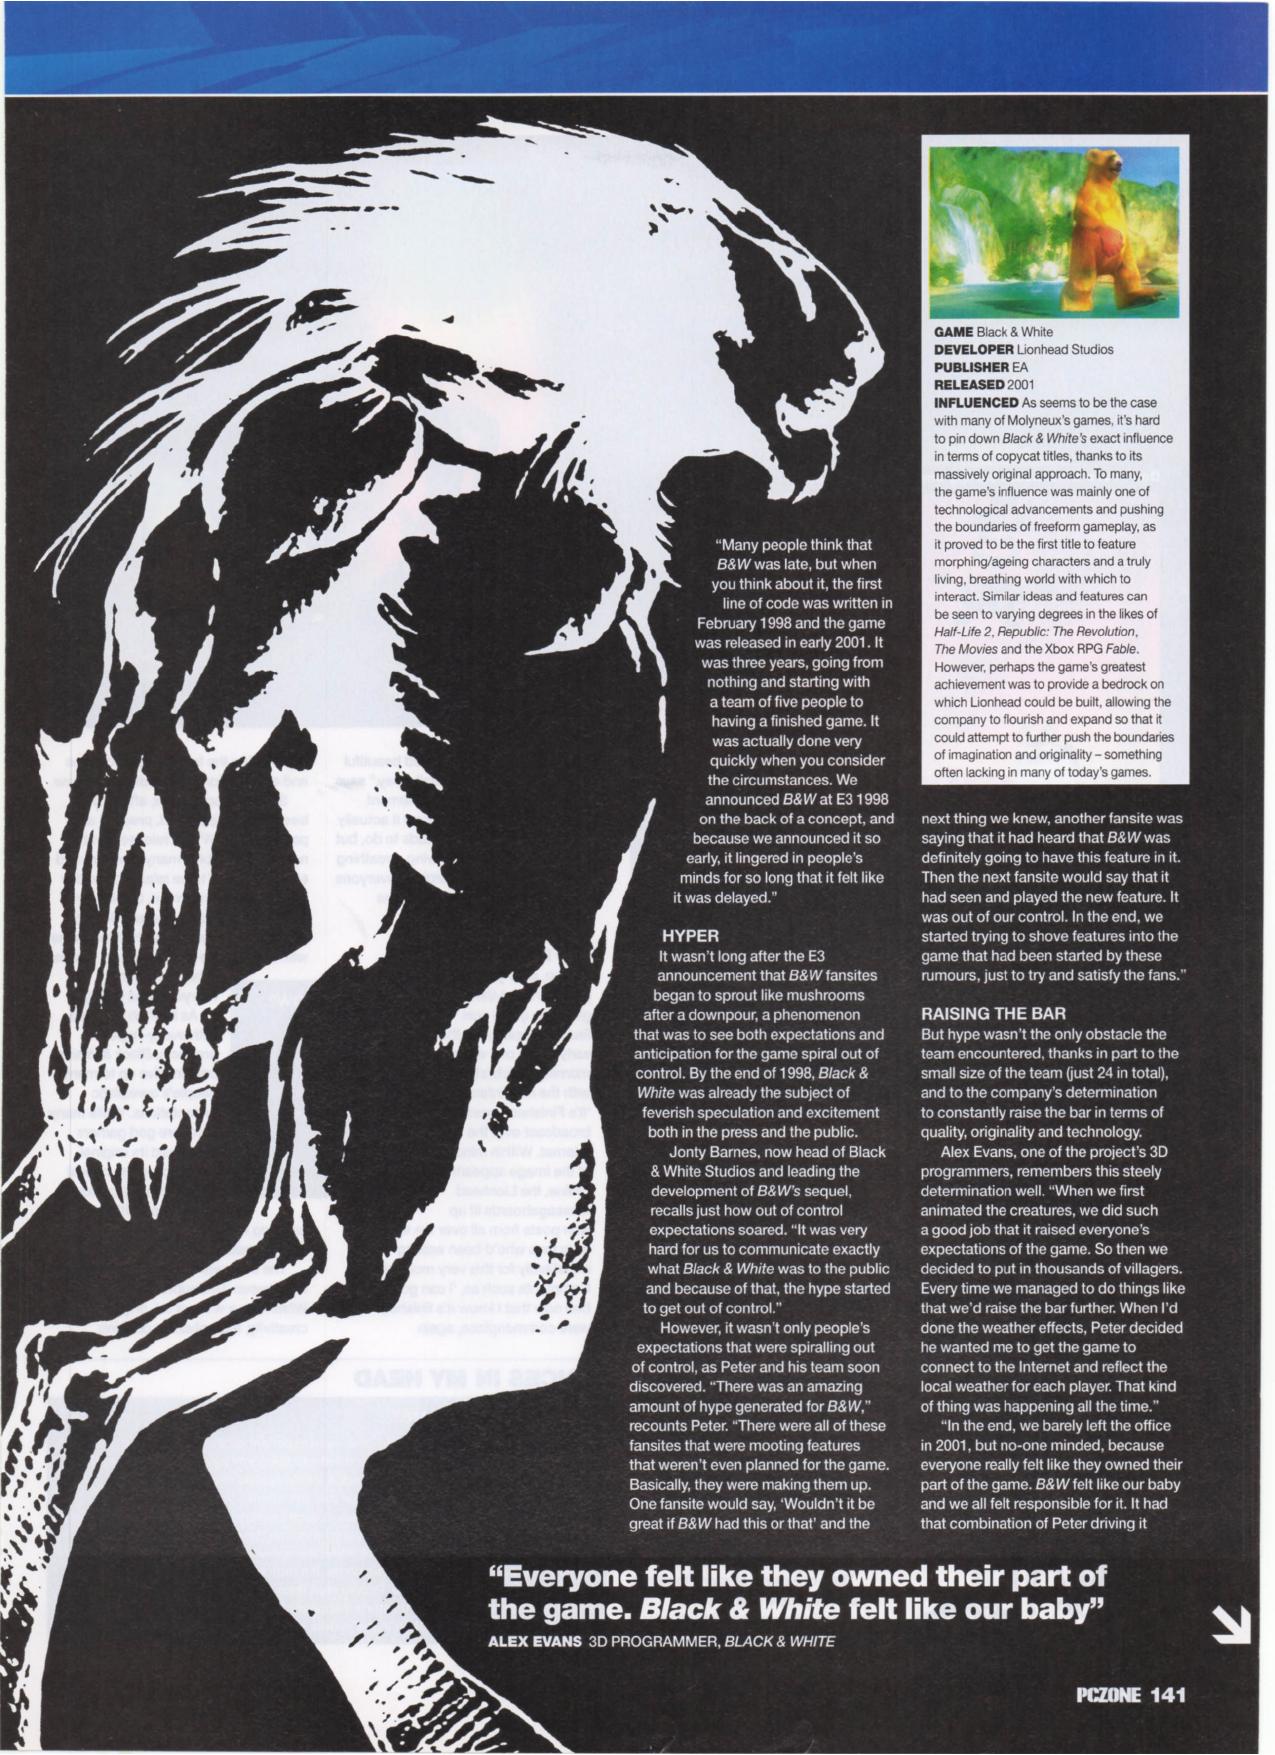 GAME Black & White
DEVELOPER Lionhead Studios
PUBLISHER EA
RELEASED 2001
INFLUENCED As seems to be the case
with many of Molyneux's games, it's hard
to pin down Black & White's exact influence
in terms of copycat titles, thanks to its
massively original approach. To many,
the game's influence was mainly one of
technological advancements and pushing
the boundaries of freeform gameplay, as
it proved to be the first title to feature
morphing/ageing characters and a truly
living, breathing world with which to
interact. Similar ideas and features can
be seen to varying degrees in the likes of
Half-Life 2, Republic: The Revolution,
The Movies and the Xbox RPG Fable.
However, perhaps the game's greatest
achievement was to provide a bedrock on
which Lionhead could be built, allowing the
company to flourish and expand so that it
could attempt to further push the boundaries
of imagination and originality – something
often lacking in many of today's games.
“Many people think that
B&W was late, but when
you think about it, the first
line of code was written in
February 1998 and the game
was released in early 2001. It
was three years, going from
nothing and starting with
a team of five people to
having a finished game. It
was actually done very
quickly when you consider
the circumstances. We
announced B&W at E3 1998
on the back of a concept, and
because we announced it so
early, it lingered in people's
minds for so long that it felt like
it was delayed.”
HYPER
It wasn't long after the E3
announcement that B&W fansites
began to sprout like mushrooms
after a downpour, a phenomenon
that was to see both expectations and
anticipation for the game spiral out of
control. By the end of 1998, Black &
White was already the subject of
feverish speculation and excitement
both in the press and the public.
Jonty Barnes, now head of Black
& White Studios and leading the
development of B&W's sequel,
recalls just how out of control
expectations soared. “It was very
hard for us to communicate exactly
what Black & White was to the public
and because of that, the hype started
to get out of control.”
However, it wasn't only people's
expectations that were spiralling out
of control, as Peter and his team soon
discovered. “There was an amazing
amount of hype generated for B&W,”
recounts Peter. “There were all of these
fansites that were mooting features
that weren't even planned for the game.
Basically, they were making them up.
One fansite would say, ‘Wouldn't it be
great if B&W had this or that’ and the
next thing we knew, another fansite was
saying that it had heard that B&W was
definitely going to have this feature in it.
Then the next fansite would say that it
had seen and played the new feature. It
was out of our control. In the end, we
started trying to shove features into the
game that had been started by these
rumours, just to try and satisfy the fans.”
RAISING THE BAR
But hype wasn't the only obstacle the
team encountered, thanks in part to the
small size of the team (just 24 in total),
and to the company's determination
to constantly raise the bar in terms of
quality, originality and technology.
Alex Evans, one of the project's 3D
programmers, remembers this steely
determination well. “When we first
animated the creatures, we did such
a good job that it raised everyone's
expectations of the game. So then we
decided to put in thousands of villagers.
Every time we managed to do things like
that we'd raise the bar further. When I'd
done the weather effects, Peter decided
he wanted me to get the game to
connect to the Internet and reflect the
local weather for each player. That kind
of thing was happening all the time.”
“In the end, we barely left the office
in 2001, but no-one minded, because
everyone really felt like they owned their
part of the game. B&W felt like our baby
and we all felt responsible for it. It had
that combination of Peter driving it
“Everyone felt like they owned their part of
the game. Black & White felt like our baby”
ALEX EVANS 3D PROGRAMMER, BLACK & WHITE
PCZONE 141